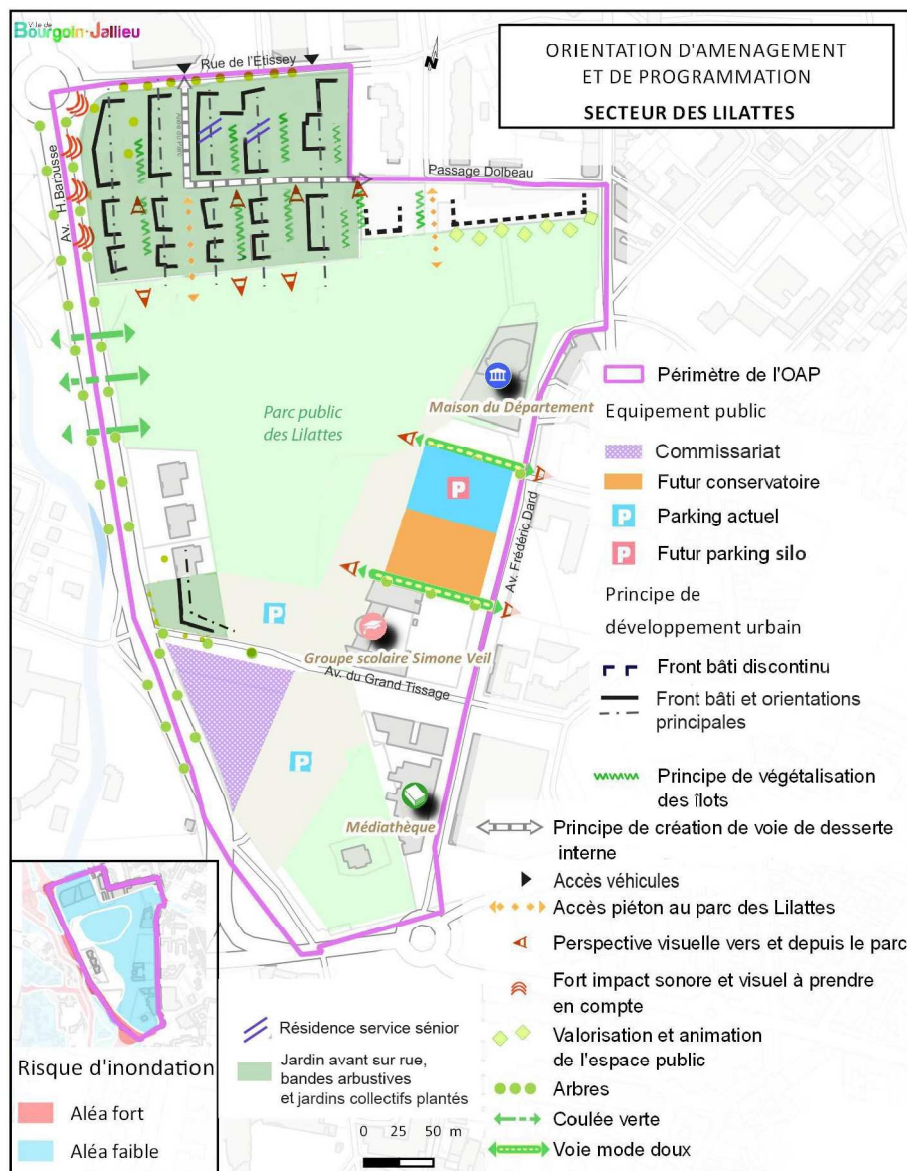 Ville de
Bourgoin-Jallieu
Rue de l'Etissey
N
ORIENTATION D'AMENAGEMENT
ET DE PROGRAMMATION
SECTEUR DES LILATTES
Passage Dolbeau
Av. H.Barbusse
Parc public
des Lilattes
Maison du Département
P
Av. Frédéric Dard
P
Groupe scolaire Simone Veil
Av. du Grand Tissage
P
Médiathèque
Périmètre de l'OAP
Equipement public
Commissariat
Futur conservatoire
P Parking actuel
P Futur parking silo
Principe de
développement urbain
Front bâti discontinu
Front bâti et orientations
principales
Principe de végétalisation
des îlots
Principe de création de voie de desserte
interne
Accès véhicules
Accès piéton au parc des Lilattes
Perspective visuelle vers et depuis le parc
Fort impact sonore et visuel à prendre
en compte
Valorisation et animation
de l'espace public
Arbres
Coulée verte
Voie mode doux
Résidence service sénior
Jardin avant sur rue,
bandes arbustives
et jardins collectifs plantés
0 25 50 m
Risque d'inondation
Aléa fort
Aléa faible